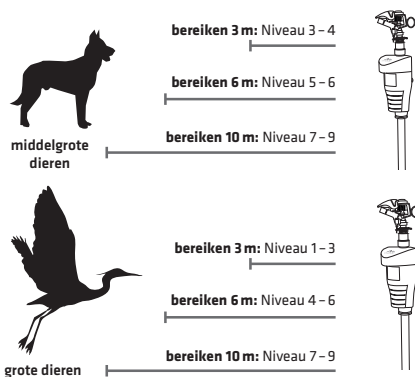 bereiken 3 m: Niveau 3 – 4
bereiken 6 m: Niveau 5 – 6
bereiken 10 m: Niveau 7 – 9
middelgrote
dieren
bereiken 3 m: Niveau 1 – 3
bereiken 6 m: Niveau 4 – 6
bereiken 10 m: Niveau 7 – 9
grote dieren